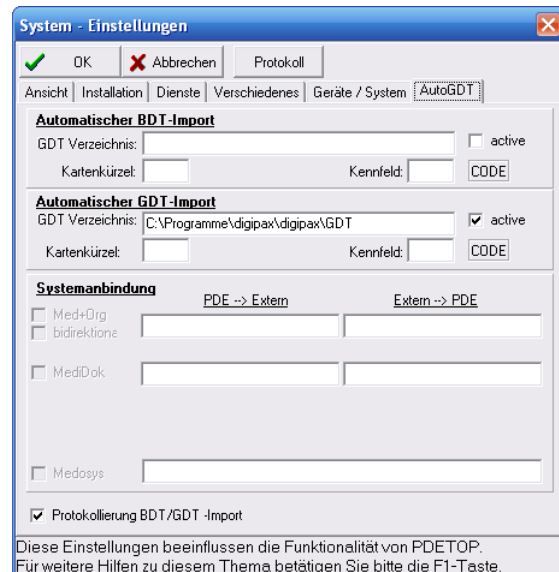 System - Einstellungen
OK Abbrechen Protokoll
Ansicht Installation Dienste Verschiedenes Geräte / System AutoGDT
Automatischer BDT-Import
GDT Verzeichnis: active
Kartenkürzel: Kennfeld: CODE
Automatischer GDT-Import
GDT Verzeichnis: C:\Programme\digipax\digipax\GDT active
Kartenkürzel: Kennfeld: CODE
Systemanbindung
PDE --> Extern Extern --> PDE
Med+Org
bidirektiona
MediDok
Medosys
Protokollierung BDT/GDT -Import
Diese Einstellungen beeinflussen die Funktionalität von PDETOP.
Für weitere Hilfen zu diesem Thema betätigen Sie bitte die F1-Taste.